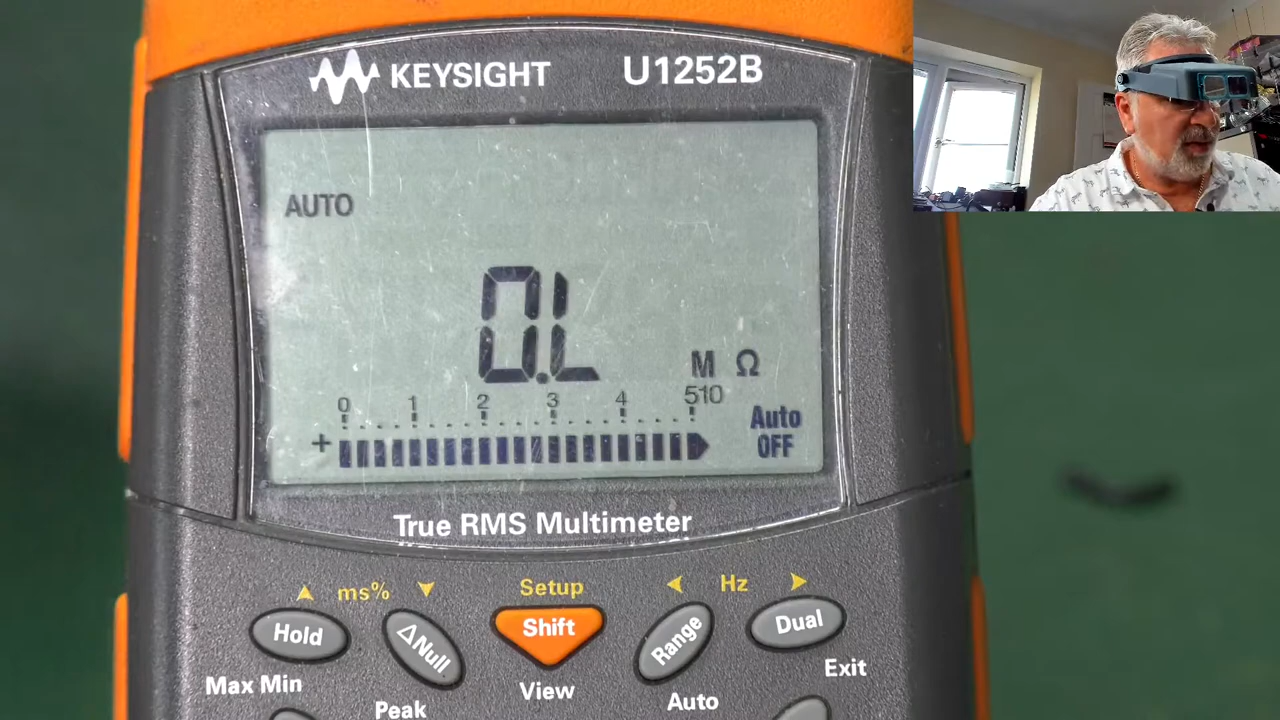 KEYSIGHT U1252B
AUTO
0.L
M Ω
0 1 2 3 4 510
+
Auto
OFF
True RMS Multimeter
ms% Setup Hz
Hold ΔNull Shift Range Dual
Max Min Peak View Auto Exit